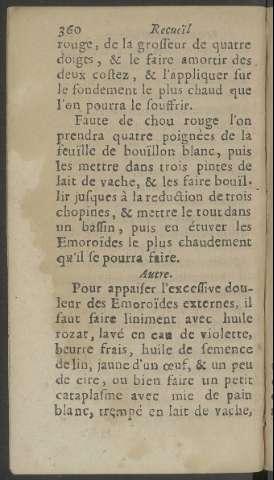 360 Recueil
rouge, de la grosseur de quatre
doigts, & le faire amortir des
deux costez, & l'appliquer sur
le fondement le plus chaud que
l'on pourra le souffrir.
Faute de chou rouge l'on
prendra quatre poignées de la
feuïlle de bouïllon blanc, puis
les mettre dans trois pintes de
lait de vache, & les faire bouïl-
lir jusques à la reduction de trois
chopines, & mettre le tout dans
un bassin, puis en étuver les
Emoroïdes le plus chaudement
qu'il se pourra faire.
Autre.
Pour appaiser l'excessive dou-
leur des Emoroïdes externes, il
faut faire liniment avec huile
rozat, lavé en eau de violette,
beurre frais, huile de semence
de lin, jaune d'un œuf, & un peu
de cire, ou bien faire un petit
cataplasme avec mie de pain
blanc, trempé en lait de vache,